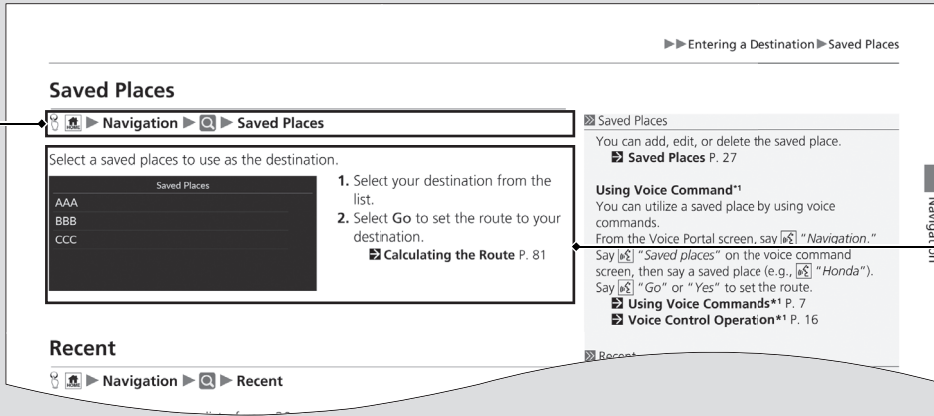 Entering a Destination Saved Places
Saved Places
HOME Navigation Saved Places
Select a saved places to use as the destination.
Saved Places
AAA
BBB
CCC
1. Select your destination from the
list.
2. Select Go to set the route to your
destination.
Calculating the Route P. 81
Saved Places
You can add, edit, or delete the saved place.
Saved Places P. 27
Using Voice Command*1
You can utilize a saved place by using voice
commands.
From the Voice Portal screen, say "Navigation."
Say "Saved places" on the voice command
screen, then say a saved place (e.g., "Honda").
Say "Go" or "Yes" to set the route.
Using Voice Commands*1 P. 7
Voice Control Operation*1 P. 16
Navigation
Recent
HOME Navigation Recent
Recent